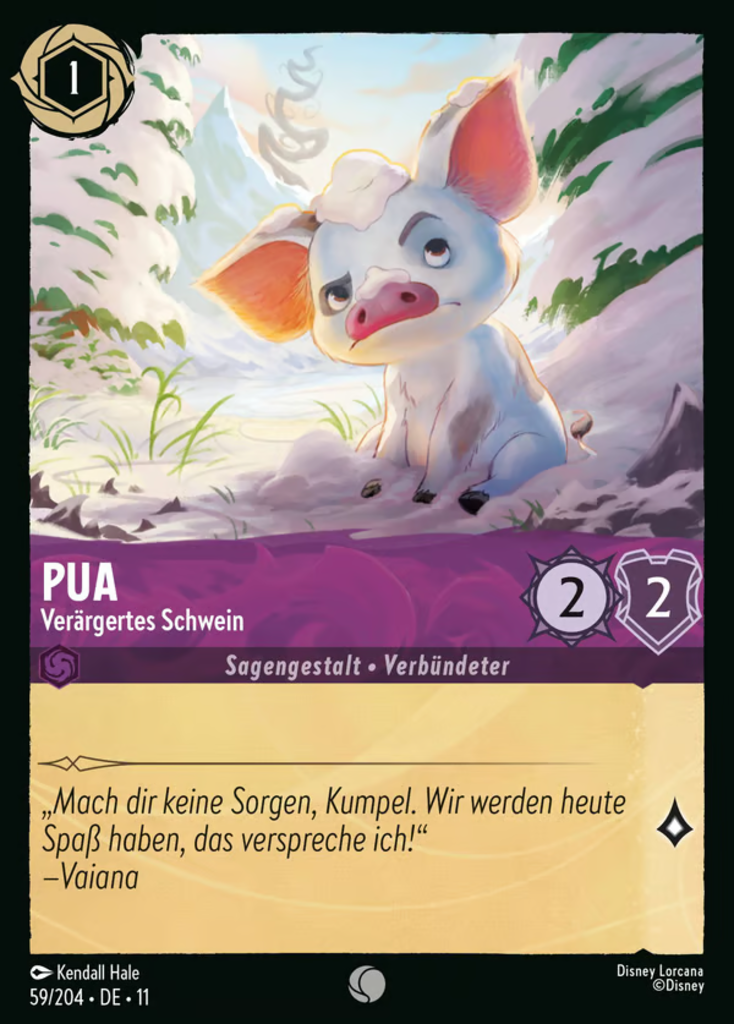 1
PUA
Verärgertes Schwein
2
2
Sagengestalt • Verbündeter
„Mach dir keine Sorgen, Kumpel. Wir werden heute
Spaß haben, das verspreche ich!“
–Vaiana
Kendall Hale
59/204 • DE • 11
Disney Lorcana
©Disney